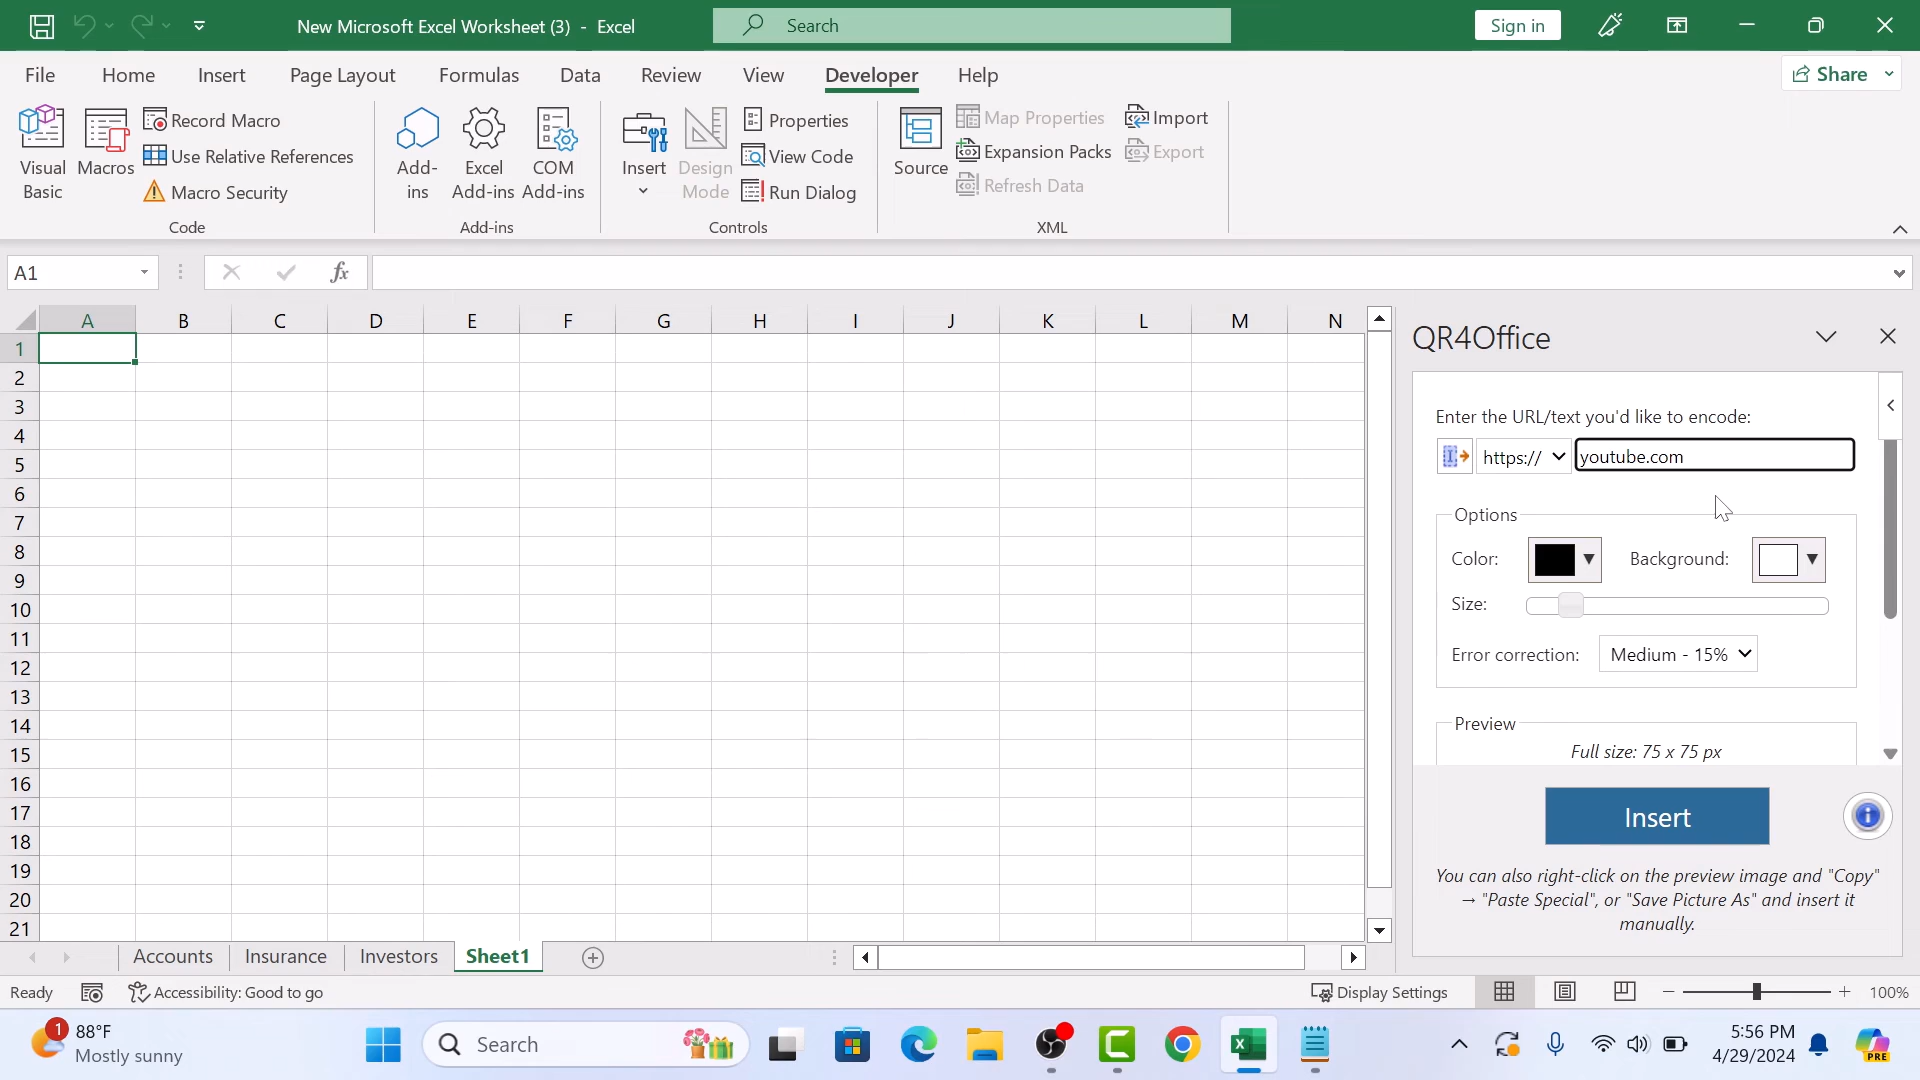 New Microsoft Excel Worksheet (3) - Excel
Search
Sign in
File Home Insert Page Layout Formulas Data Review View Developer Help
Share
Visual Basic
Macros
Record Macro
Use Relative References
Macro Security
Code
Add-ins
Excel Add-ins
COM Add-ins
Add-ins
Insert
Design Mode
Properties
View Code
Run Dialog
Controls
Source
Map Properties
Expansion Packs
Refresh Data
Import
Export
XML
A1
fx
A B C D E F G H I J K L M N
1
2
3
4
5
6
7
8
9
10
11
12
13
14
15
16
17
18
19
20
21
QR4Office
Enter the URL/text you'd like to encode:
https:// youtube.com
Options
Color: Background:
Size:
Error correction: Medium - 15%
Preview
Full size: 75 x 75 px
Insert
You can also right-click on the preview image and "Copy"
→ "Paste Special", or "Save Picture As" and insert it
manually.
Accounts Insurance Investors Sheet1
Ready
Accessibility: Good to go
Display Settings
100%
1
88°F
Mostly sunny
Search
5:56 PM
4/29/2024
PRE